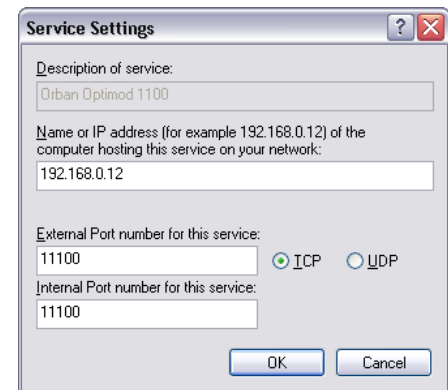 Service Settings
?
Description of service:
Orban Optimod 1100
Name or IP address (for example 192.168.0.12) of the
computer hosting this service on your network:
192.168.0.12
External Port number for this service:
11100
TCP
UDP
Internal Port number for this service:
11100
OK
Cancel